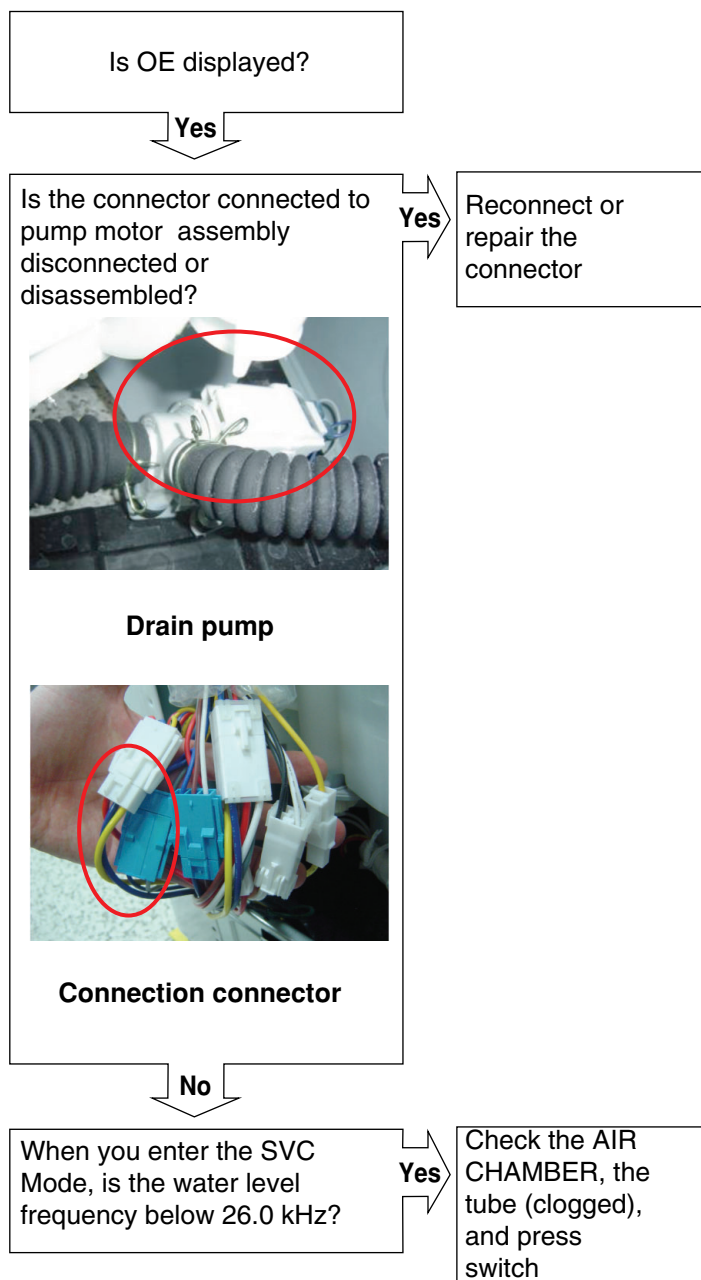 Is OE displayed?
Yes
Is the connector connected to
pump motor assembly
disconnected or
disassembled?
Yes
Reconnect or
repair the
connector
Drain pump
Connection connector
No
When you enter the SVC
Mode, is the water level
frequency below 26.0 kHz?
Yes
Check the AIR
CHAMBER, the
tube (clogged),
and press
switch